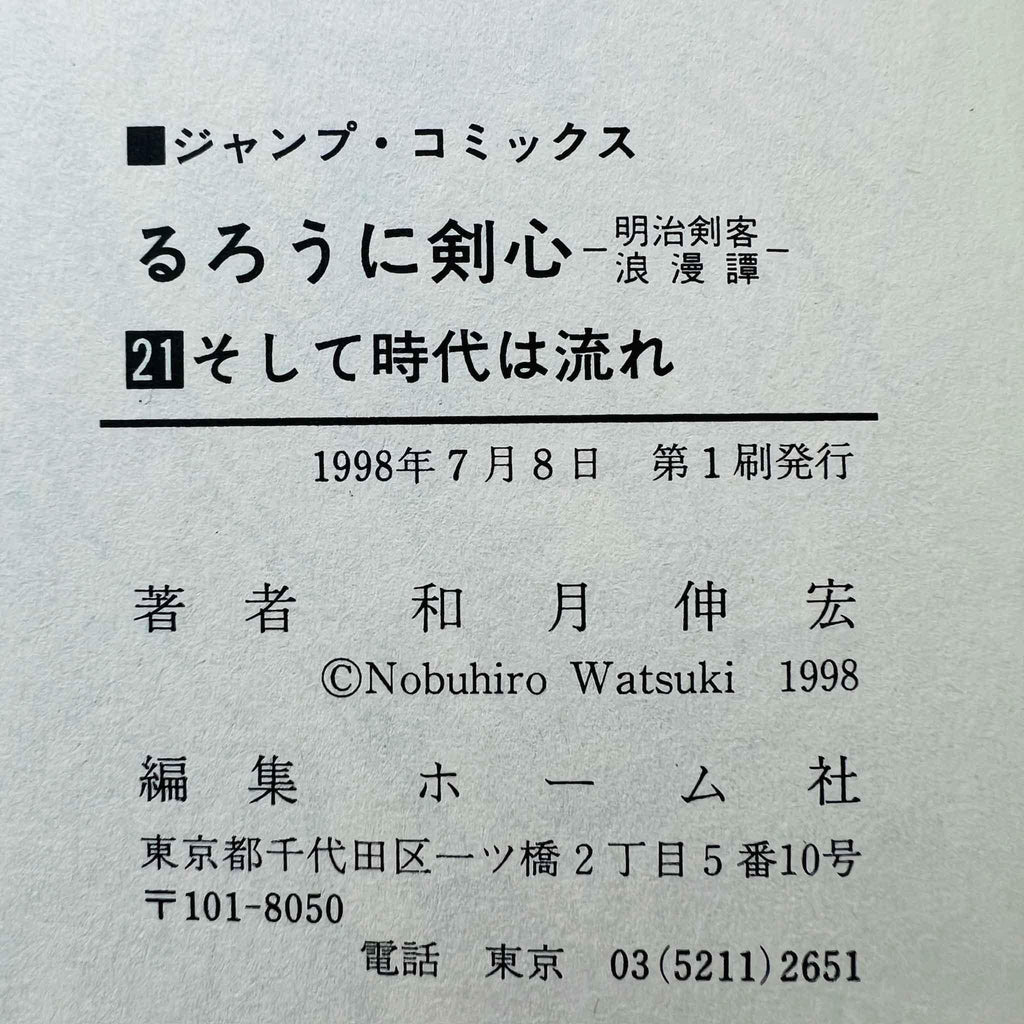 ■ジャンプ・コミックス
るろうに剣心−明治剣客浪漫譚−
21そして時代は流れ
1998年7月8日 第1刷発行
著者 和月伸宏
©Nobuhiro Watsuki 1998
編集 ホーム社
東京都千代田区一ツ橋2丁目5番10号
〒101-8050
電話 東京 03(5211)2651